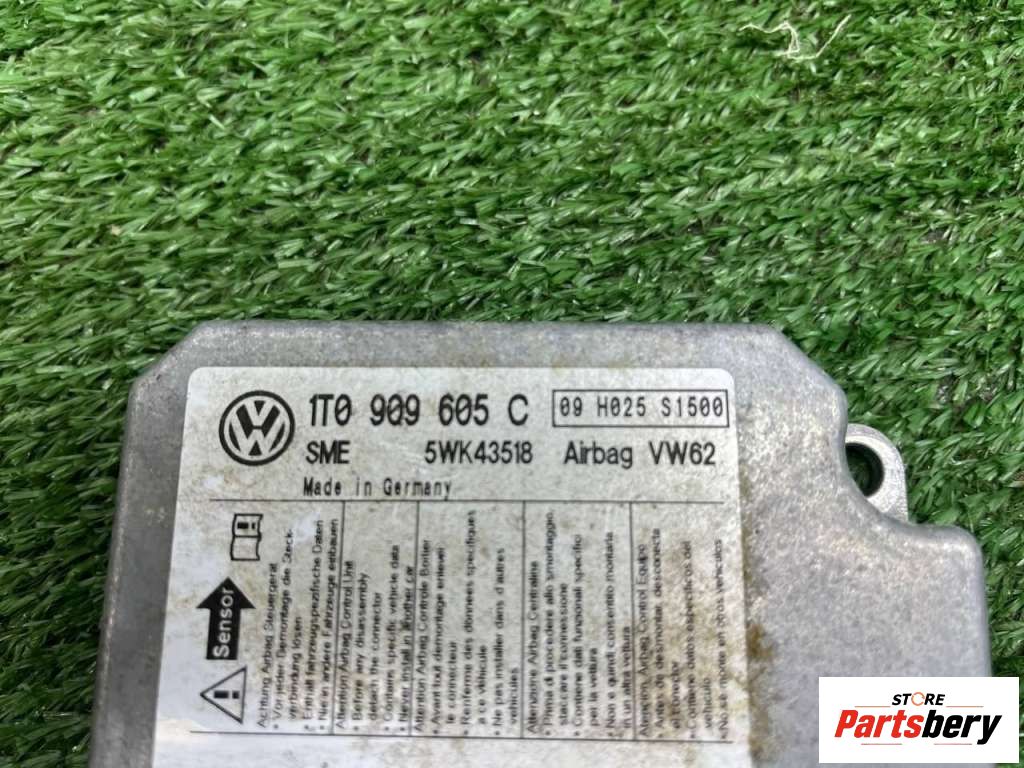 1T0 909 605 C
09 H025 S1500
SME 5WK43518 Airbag VW62
Made in Germany
Sensor
Achtung Airbag Steuergerät
• Vor jeder Demontage die Steck-
verbindung lösen
• Enthält fahrzeugspezifische Daten
• Nie in andere Fahrzeuge einbauen
Attention Airbag Control Unit
• Before any disassembly
detach the connector
• Contains specific vehicle data
• Never install in another car
Attention Airbag Controle Boitier
• Avant tout démontage enlever
le connecteur
• Renferme des données spécifiques
a ce véhicule
• Ne pas installer dans d'autres
véhicules
Attenzione Airbag Centralina
• Prima di procedere allo smontaggio,
staccare il connessione
• Contiene dati funzionali specifici
per la vettura
• Non e quindi consentito montarla
in un altra vettura
Atención Airbag Control Equipo
• Antes de desmontar desconecta
el conector
• Contiene datos especificos del
vehículo
• No se monte en otros vehículos
STORE
Partsbery